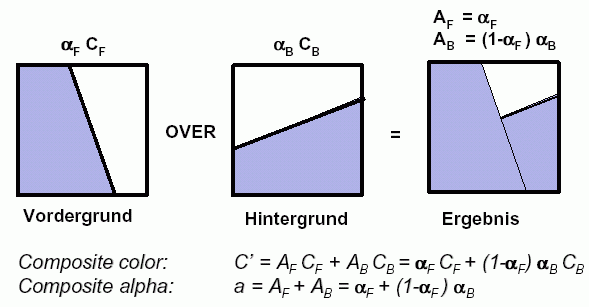 α_F C_F
α_B C_B
A_F = α_F
A_B = (1-α_F) α_B
OVER
=
Vordergrund
Hintergrund
Ergebnis
Composite color: C' = A_F C_F + A_B C_B = α_F C_F + (1-α_F) α_B C_B
Composite alpha: a = A_F + A_B = α_F + (1-α_F) α_B